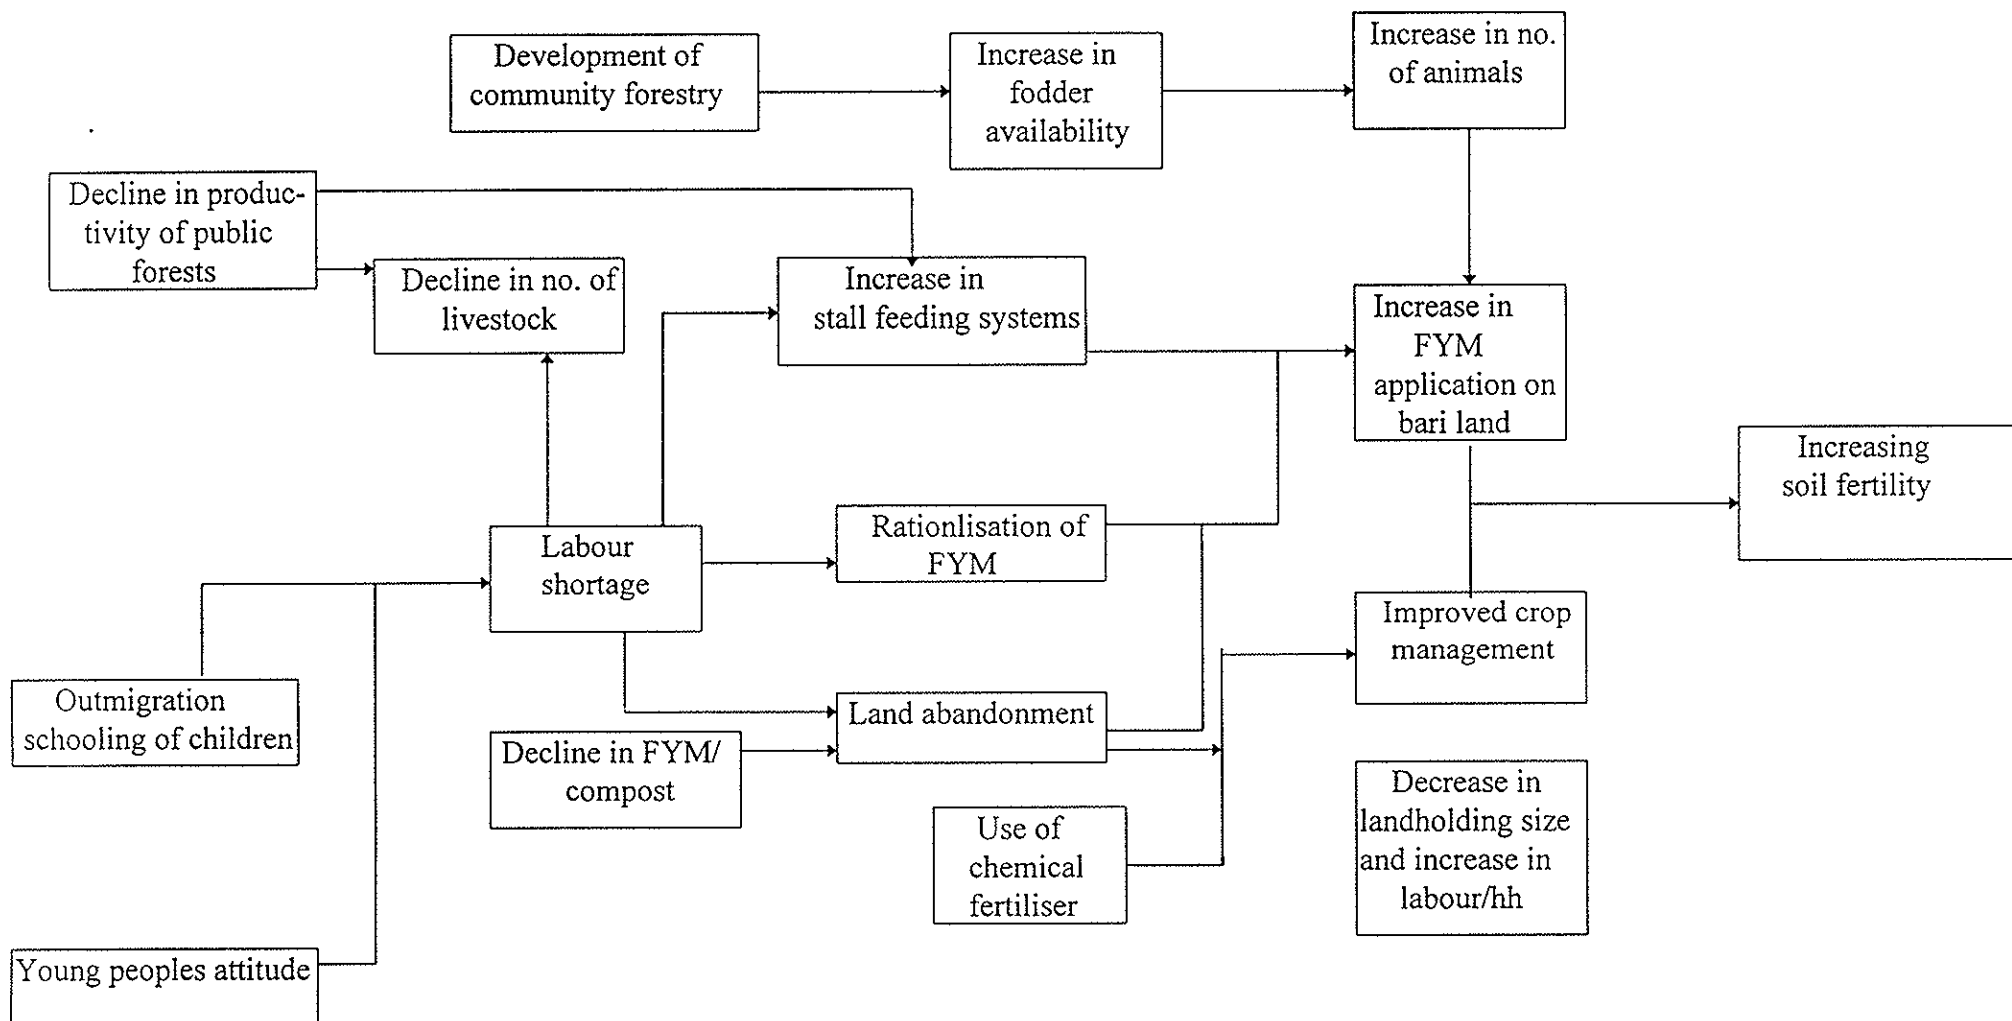 Development of
community forestry
Increase in
fodder
availability
Increase in no.
of animals
Decline in produc-
tivity of public
forests
Decline in no. of
livestock
Increase in
stall feeding systems
Increase in
FYM
application on
bari land
Increasing
soil fertility
Labour
shortage
Rationlisation of
FYM
Improved crop
management
Outmigration
schooling of children
Land abandonment
Decline in FYM/
compost
Use of
chemical
fertiliser
Decrease in
landholding size
and increase in
labour/hh
Young peoples attitude